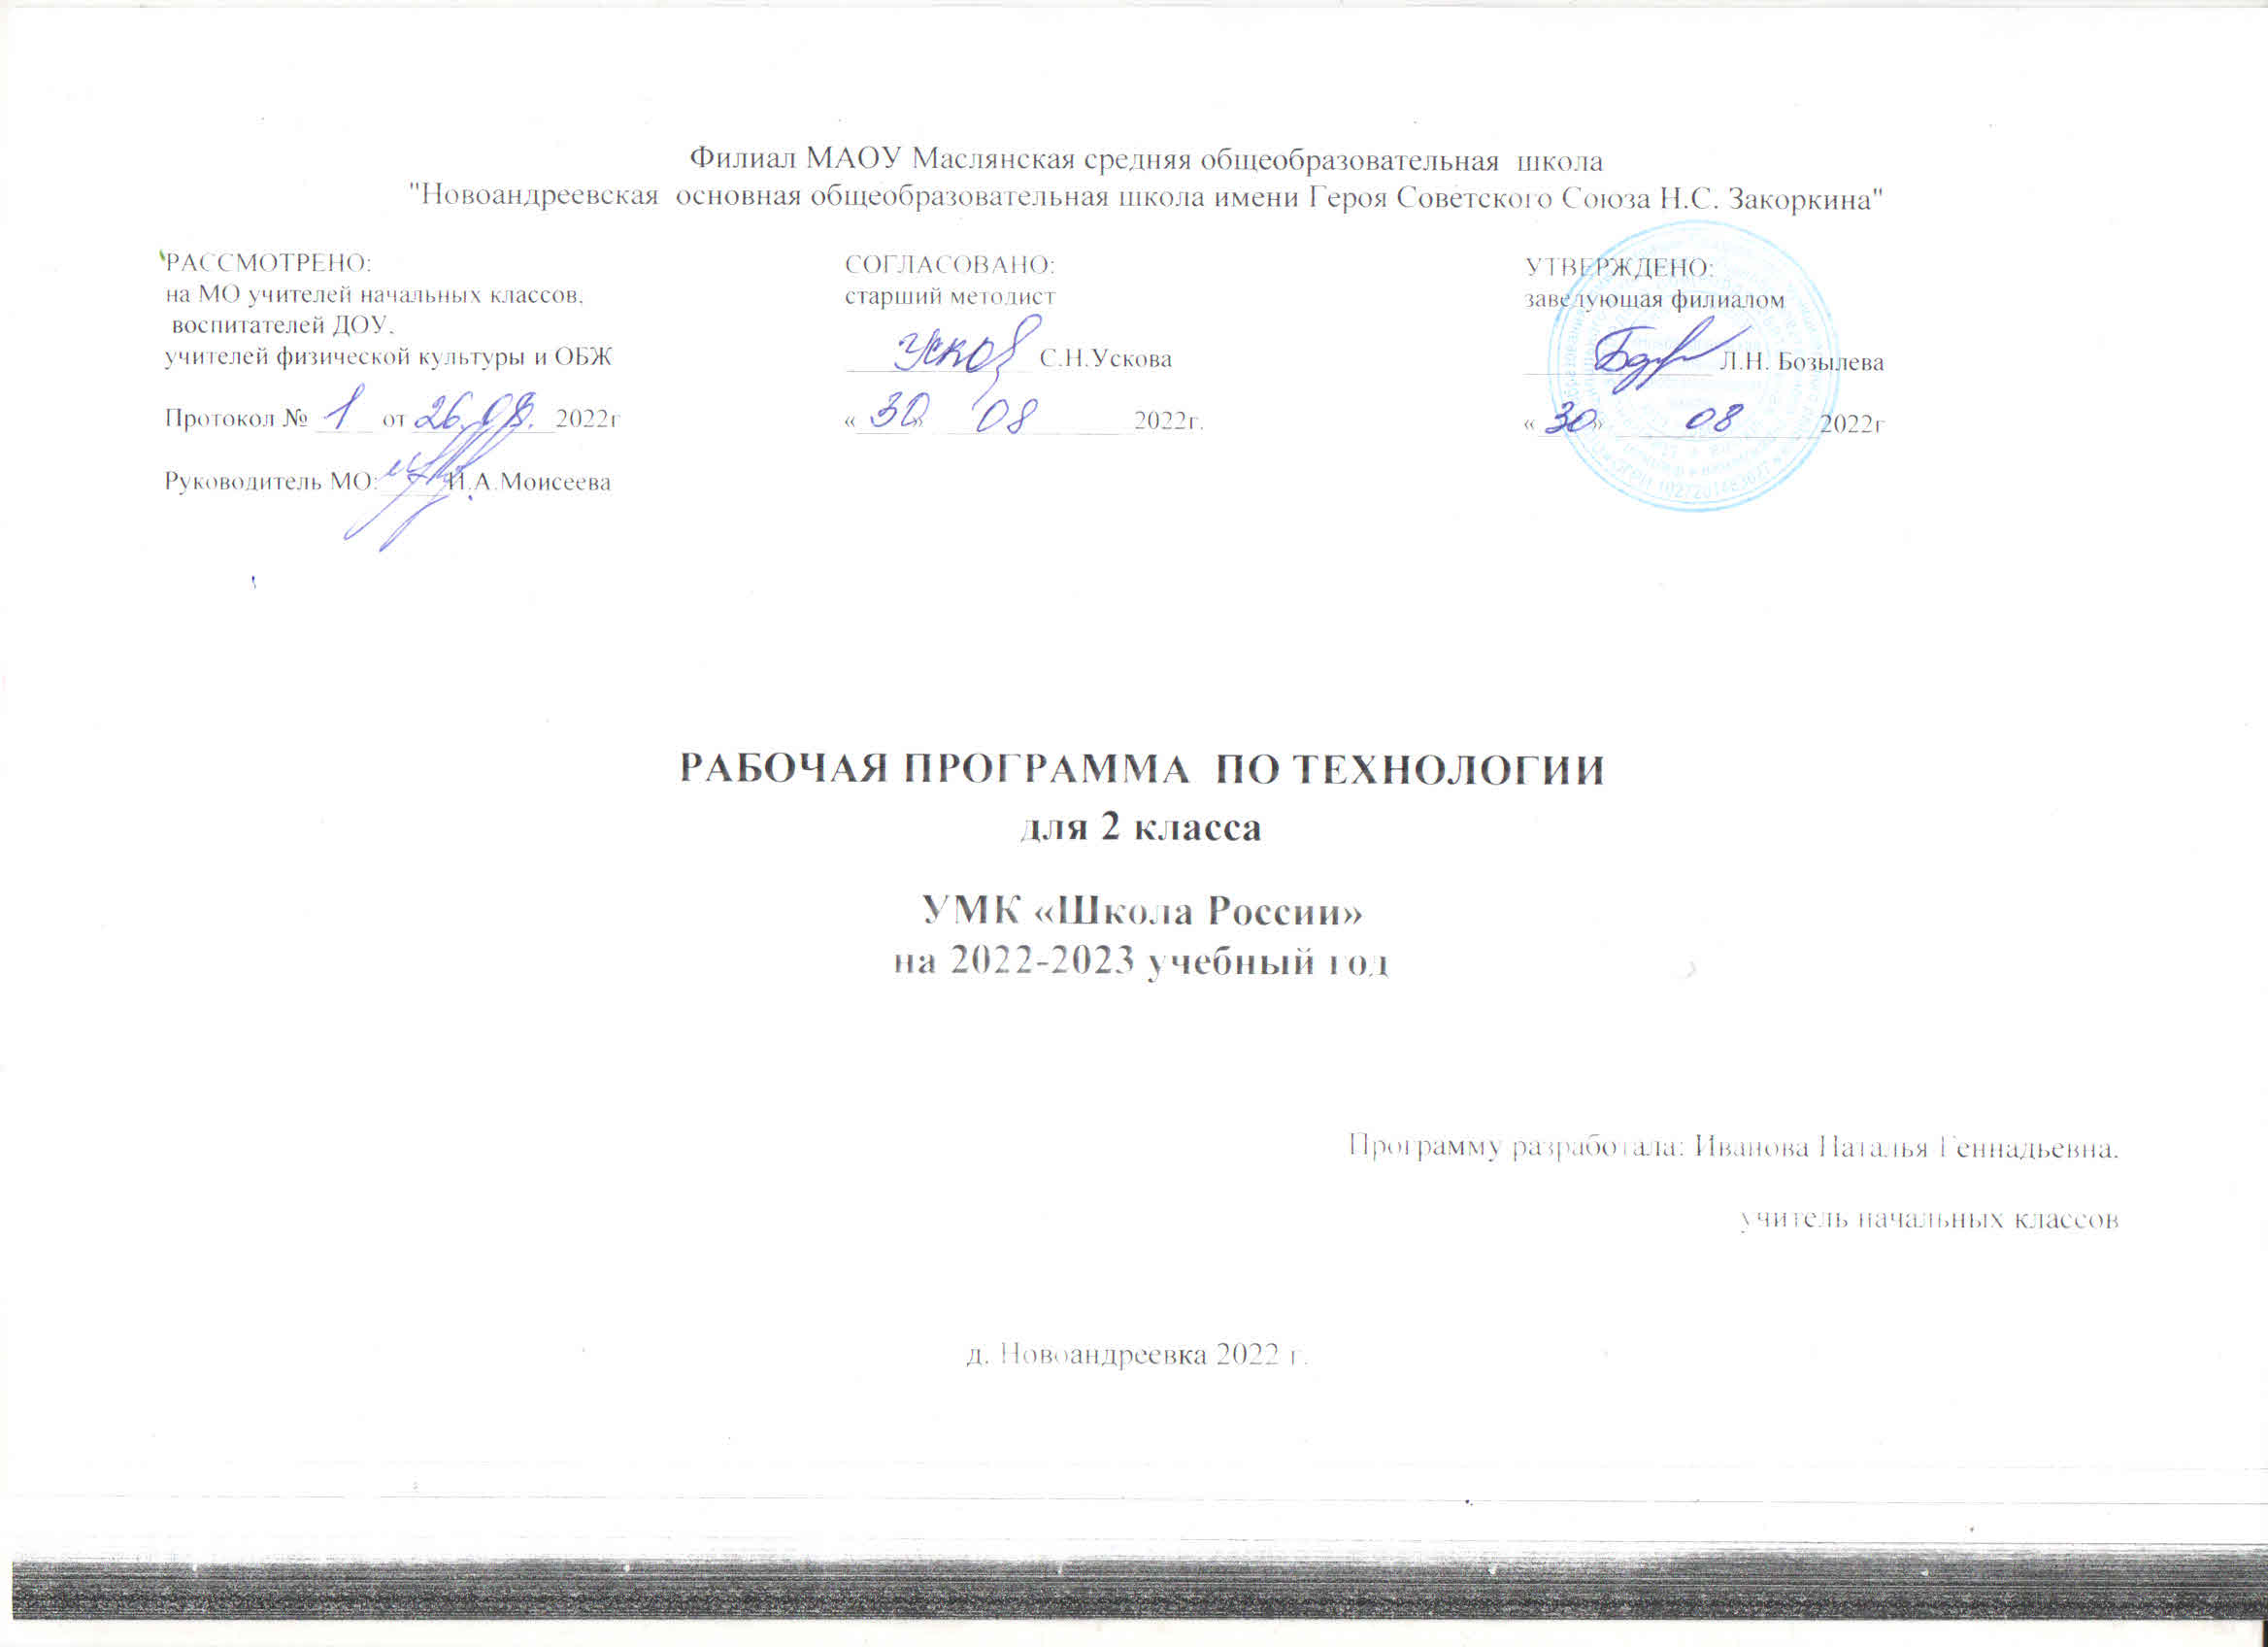 Филиал МАОУ Маслянская средняя общеобразовательная школа
"Новоандреевская основная общеобразовательная школа имени Героя Советского Союза Н.С. Закоркина"
РАССМОТРЕНО:
на МО учителей начальных классов,
воспитателей ДОУ,
учителей физической культуры и ОБЖ
Протокол № 1 от 26.08. 2022г
Руководитель МО: И.А.Моисеева
СОГЛАСОВАНО:
старший методист
С.Н.Ускова
« 30 » 08 2022г.
УТВЕРЖДЕНО:
заведующая филиалом
Л.Н. Бозылева
« 30 » 08 2022г
РАБОЧАЯ ПРОГРАММА ПО ТЕХНОЛОГИИ
для 2 класса
УМК «Школа России»
на 2022-2023 учебный год
Программу разработала: Иванова Наталья Геннадьевна,
учитель начальных классов
д. Новоандреевка 2022 г.